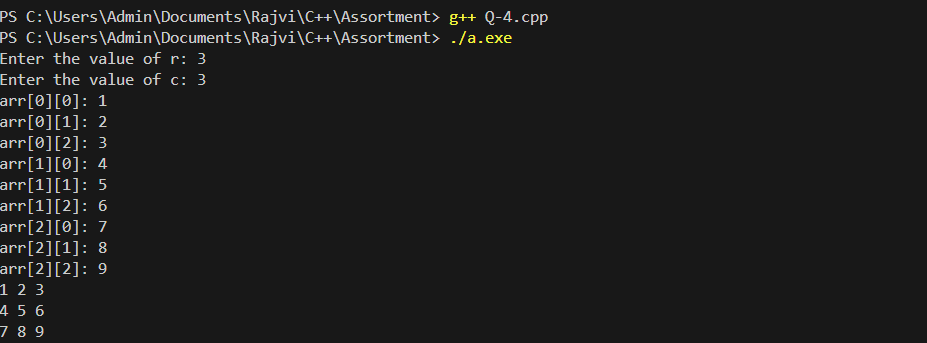 PS C:\Users\Admin\Documents\Rajvi\C++\Assortment> g++ Q-4.cpp
PS C:\Users\Admin\Documents\Rajvi\C++\Assortment> ./a.exe
Enter the value of r: 3
Enter the value of c: 3
arr[0][0]: 1
arr[0][1]: 2
arr[0][2]: 3
arr[1][0]: 4
arr[1][1]: 5
arr[1][2]: 6
arr[2][0]: 7
arr[2][1]: 8
arr[2][2]: 9
1 2 3
4 5 6
7 8 9